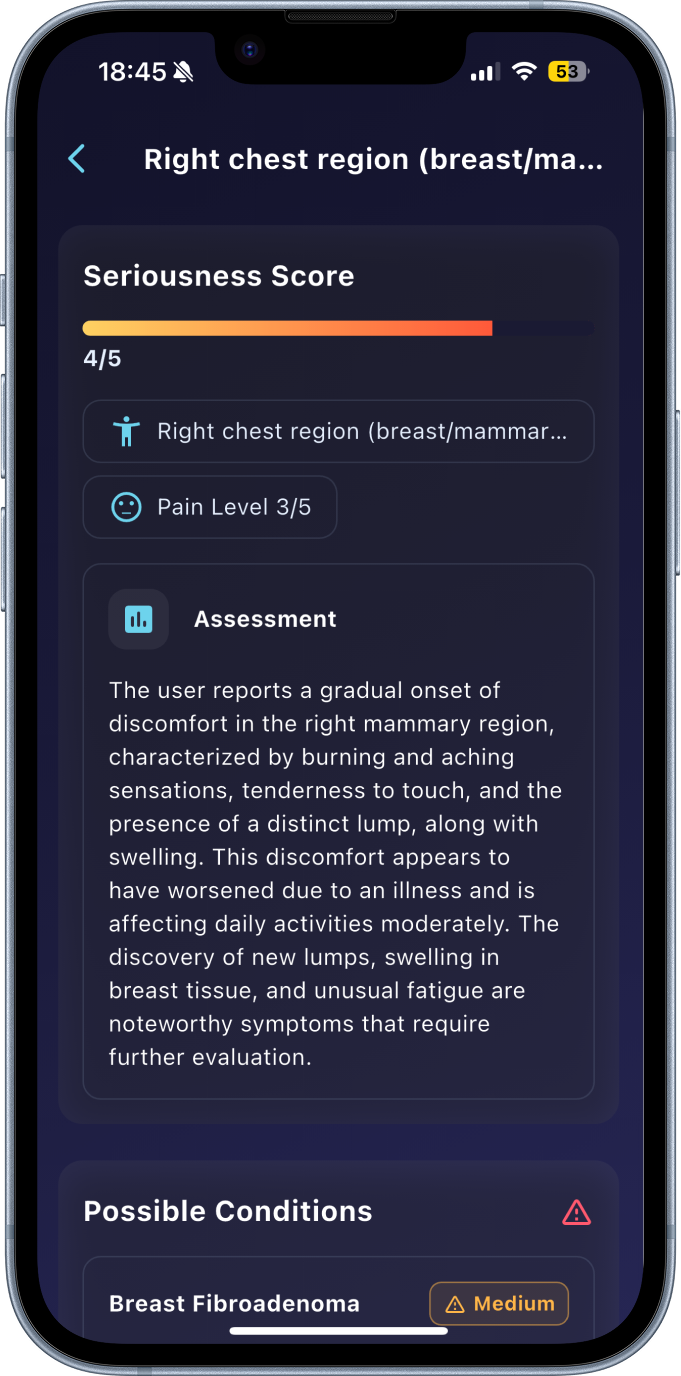 18:45
53
Right chest region (breast/ma...
Seriousness Score
4/5
Right chest region (breast/mammar...
Pain Level 3/5
Assessment
The user reports a gradual onset of
discomfort in the right mammary region,
characterized by burning and aching
sensations, tenderness to touch, and the
presence of a distinct lump, along with
swelling. This discomfort appears to
have worsened due to an illness and is
affecting daily activities moderately. The
discovery of new lumps, swelling in
breast tissue, and unusual fatigue are
noteworthy symptoms that require
further evaluation.
Possible Conditions
Breast Fibroadenoma
Medium